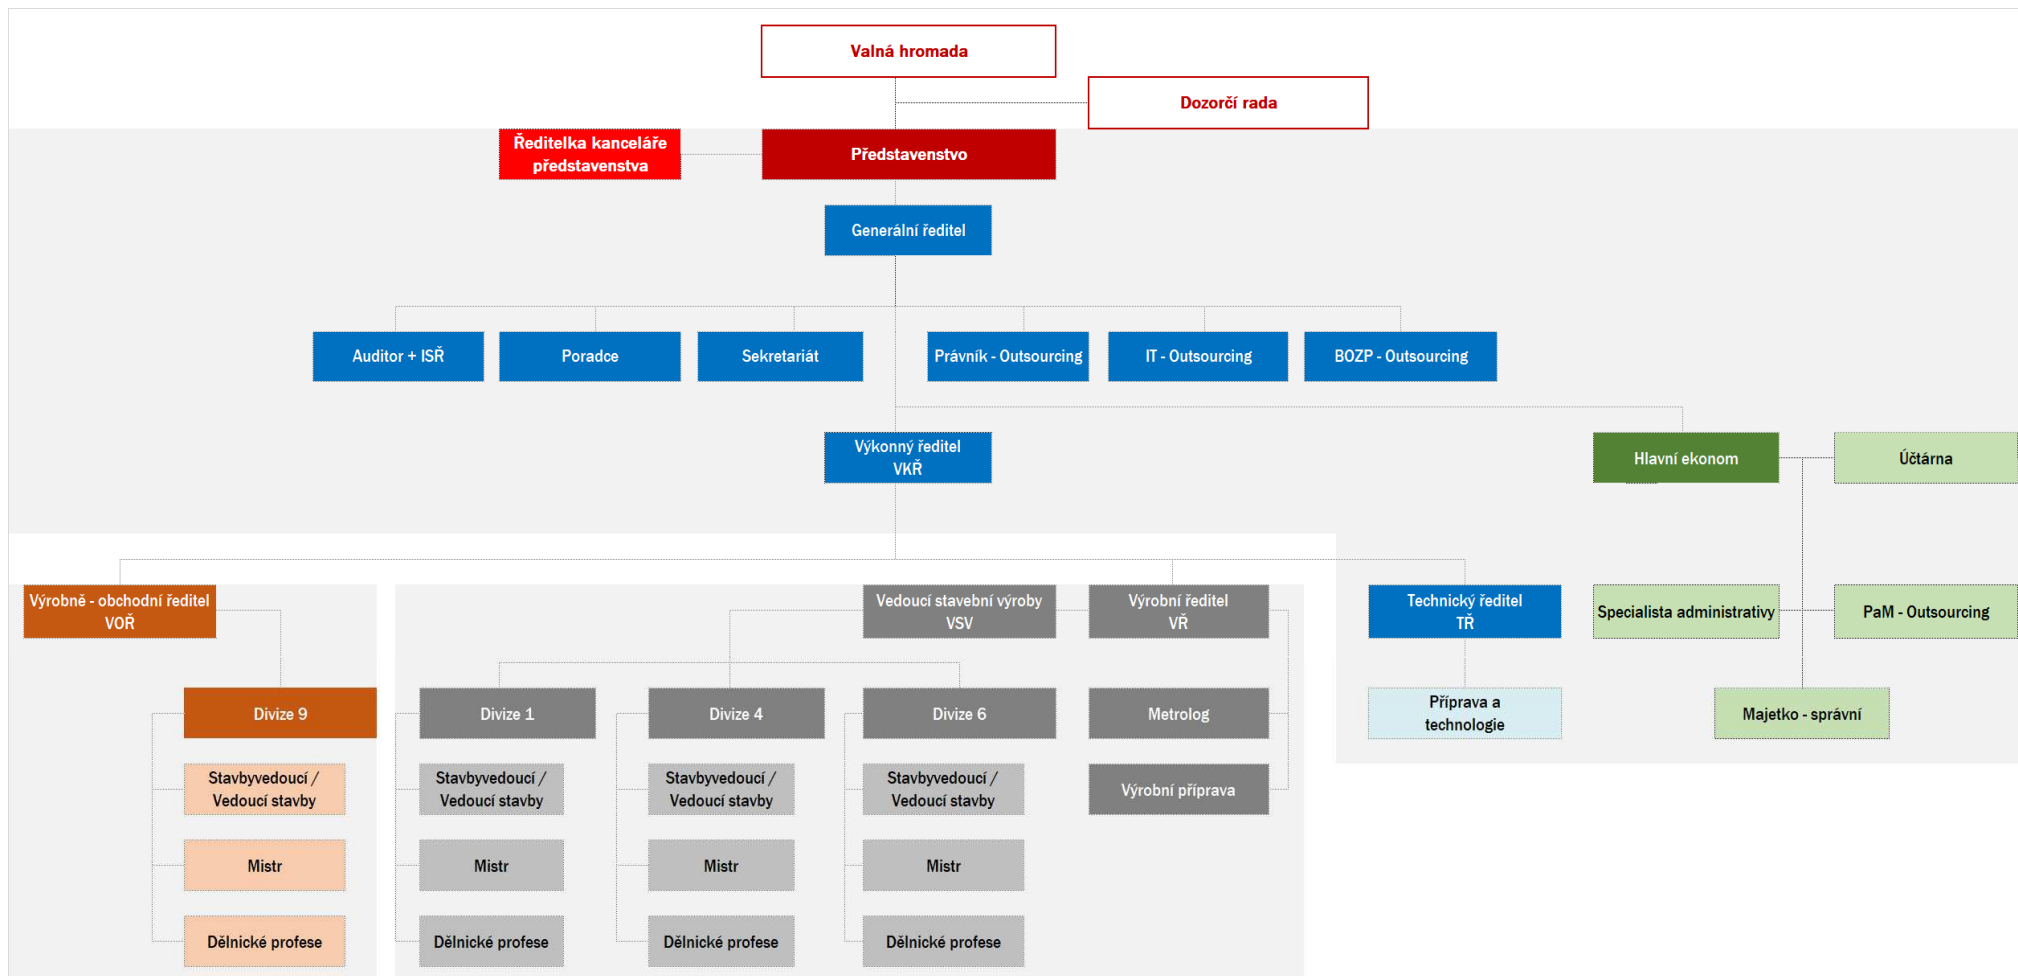 Valná hromada
Dozorčí rada
Ředitelka kanceláře
představenstva
Představenstvo
Generální ředitel
Auditor + ISŘ
Poradce
Sekretariát
Právník - Outsourcing
IT - Outsourcing
BOZP - Outsourcing
Výkonný ředitel
VKŘ
Hlavní ekonom
Účtárna
Výrobně - obchodní ředitel
VOŘ
Vedoucí stavební výroby
VSV
Výrobní ředitel
VŘ
Technický ředitel
TŘ
Specialista administrativy
PaM - Outsourcing
Divize 9
Divize 1
Divize 4
Divize 6
Metrolog
Příprava a
technologie
Majetko - správní
Stavbyvedoucí /
Vedoucí stavby
Stavbyvedoucí /
Vedoucí stavby
Stavbyvedoucí /
Vedoucí stavby
Stavbyvedoucí /
Vedoucí stavby
Výrobní příprava
Mistr
Mistr
Mistr
Mistr
Dělnické profese
Dělnické profese
Dělnické profese
Dělnické profese